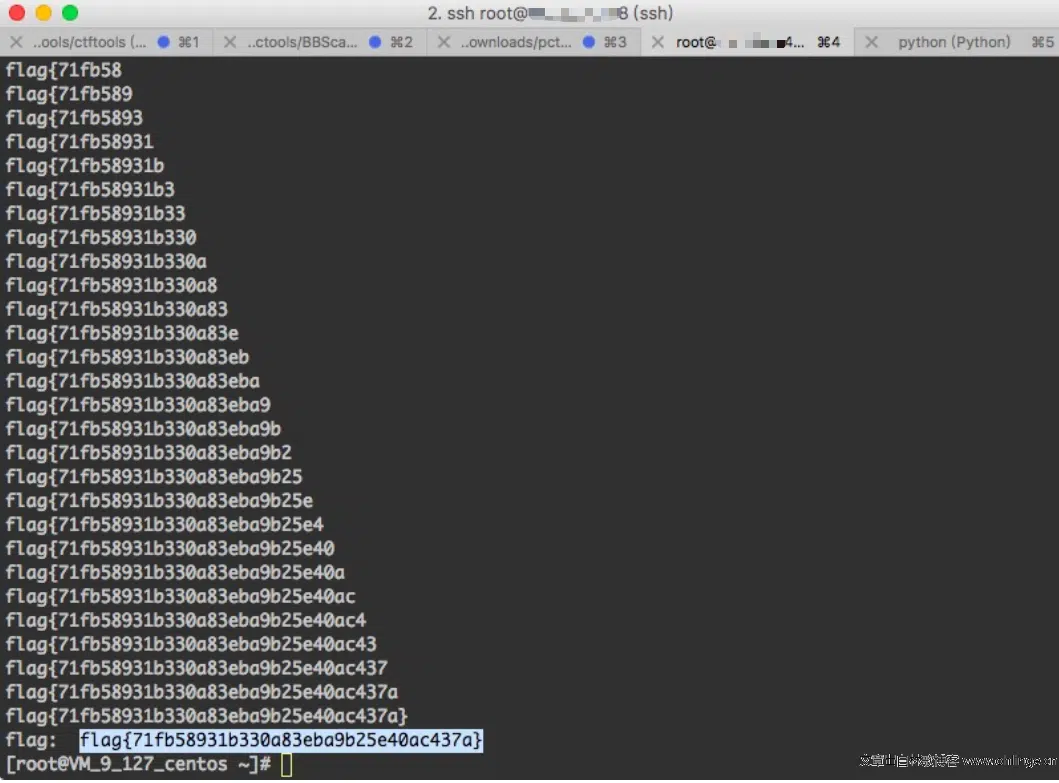 2. ssh root@ 8 (ssh)
..ools/ctftools (... ⌘1 ..ctools/BBSca... ⌘2 ..ownloads/pct... ⌘3 root@ 4... ⌘4 python (Python) ⌘5
flag{71fb58
flag{71fb589
flag{71fb5893
flag{71fb58931
flag{71fb58931b
flag{71fb58931b3
flag{71fb58931b33
flag{71fb58931b330
flag{71fb58931b330a
flag{71fb58931b330a8
flag{71fb58931b330a83
flag{71fb58931b330a83e
flag{71fb58931b330a83eb
flag{71fb58931b330a83eba
flag{71fb58931b330a83eba9
flag{71fb58931b330a83eba9b
flag{71fb58931b330a83eba9b2
flag{71fb58931b330a83eba9b25
flag{71fb58931b330a83eba9b25e
flag{71fb58931b330a83eba9b25e4
flag{71fb58931b330a83eba9b25e40
flag{71fb58931b330a83eba9b25e40a
flag{71fb58931b330a83eba9b25e40ac
flag{71fb58931b330a83eba9b25e40ac4
flag{71fb58931b330a83eba9b25e40ac43
flag{71fb58931b330a83eba9b25e40ac437
flag{71fb58931b330a83eba9b25e40ac437a
flag{71fb58931b330a83eba9b25e40ac437a}
flag: flag{71fb58931b330a83eba9b25e40ac437a}
[root@VM_9_127_centos ~]#
www.ohlinge.cn